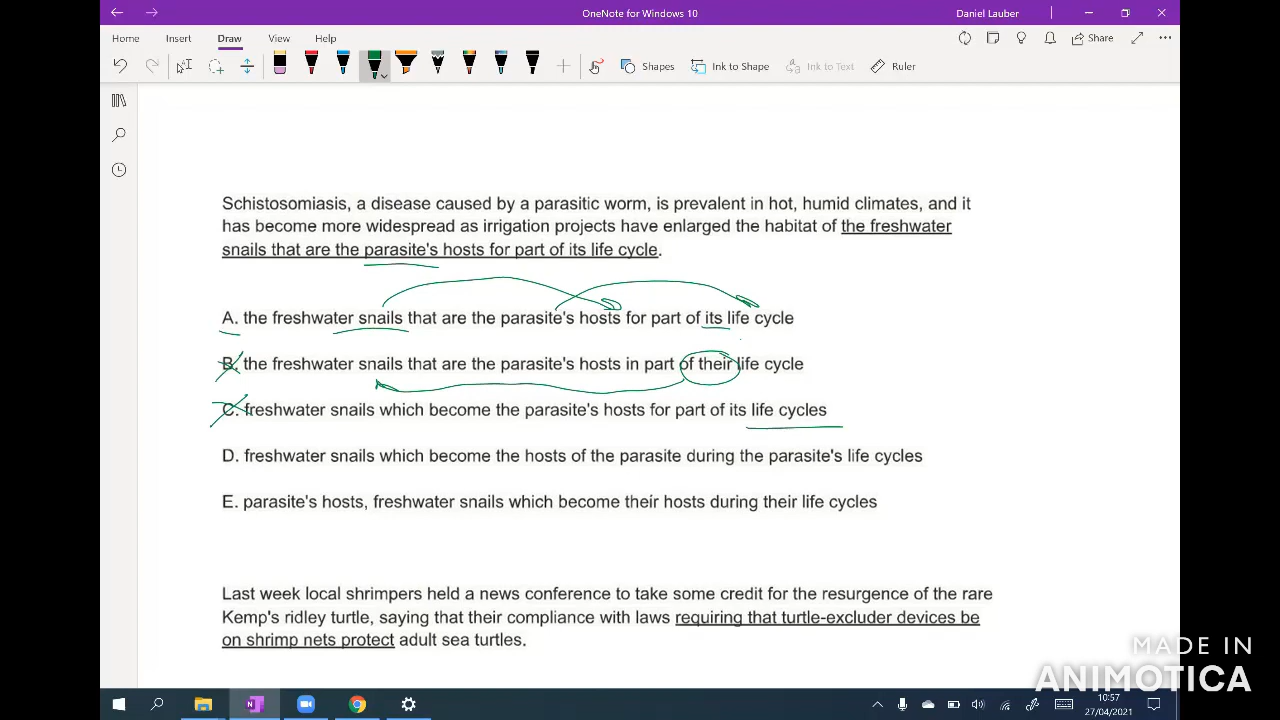 OneNote for Windows 10
Daniel Lauber
Home Insert Draw View Help
Share
Shapes Ink to Shape Ink to Text Ruler
Schistosomiasis, a disease caused by a parasitic worm, is prevalent in hot, humid climates, and it
has become more widespread as irrigation projects have enlarged the habitat of the freshwater
snails that are the parasite's hosts for part of its life cycle.
A. the freshwater snails that are the parasite's hosts for part of its life cycle
B. the freshwater snails that are the parasite's hosts in part of their life cycle
C. freshwater snails which become the parasite's hosts for part of its life cycles
D. freshwater snails which become the hosts of the parasite during the parasite's life cycles
E. parasite's hosts, freshwater snails which become their hosts during their life cycles
Last week local shrimpers held a news conference to take some credit for the resurgence of the rare
Kemp's ridley turtle, saying that their compliance with laws requiring that turtle-excluder devices be
on shrimp nets protect adult sea turtles.
MADE IN
ANIMOTICA
10:57
27/04/2021